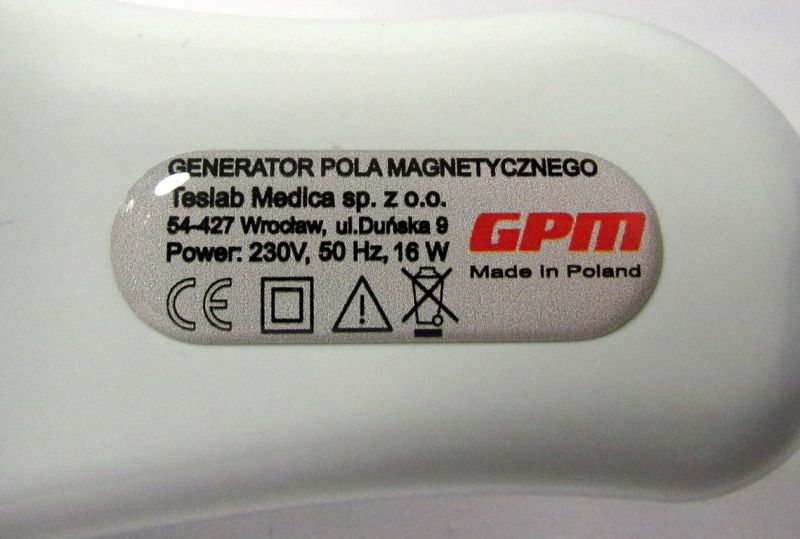 GENERATOR POLA MAGNETYCZNEGO
Teslab Medica sp. z o.o.
54-427 Wrocław, ul.Duńska 9
Power: 230V, 50 Hz, 16 W
GPM
Made in Poland
CE